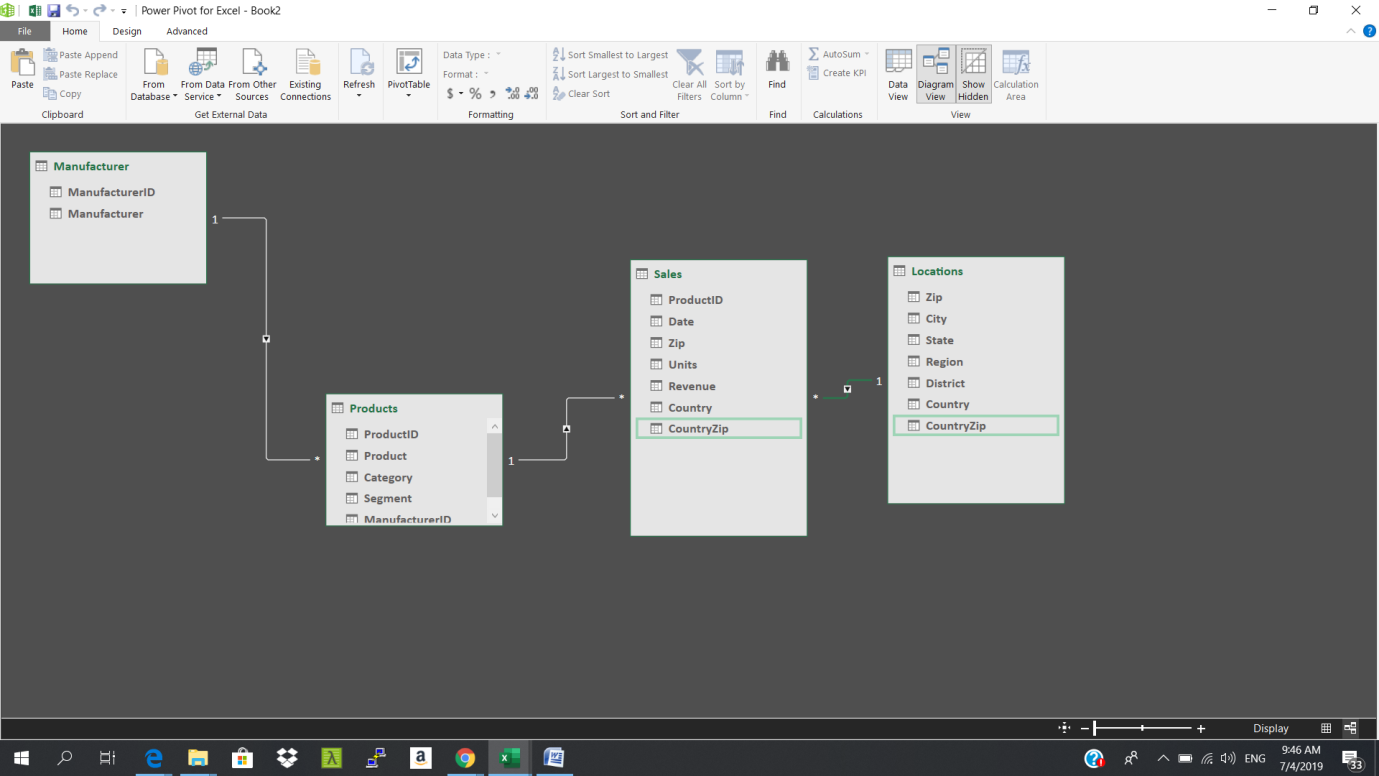 Power Pivot for Excel - Book2
File Home Design Advanced
Paste
Paste Append
Paste Replace
Copy
Clipboard
From Database
From Data Service
From Other Sources
Existing Connections
Get External Data
Refresh
PivotTable
Data Type :
Format :
$ % 9 .00 .00
Formatting
Sort Smallest to Largest
Sort Largest to Smallest
Clear Sort
Clear All Filters
Sort by Column
Sort and Filter
Find
Find
AutoSum
Create KPI
Calculations
Data View
Diagram View
Show Hidden
Calculation Area
View
Manufacturer
ManufacturerID
Manufacturer
1
*
Products
ProductID
Product
Category
Segment
ManufacturerID
1
*
Sales
ProductID
Date
Zip
Units
Revenue
Country
CountryZip
*
1
Locations
Zip
City
State
Region
District
Country
CountryZip
Display
ENG
9:46 AM
7/4/2019
33